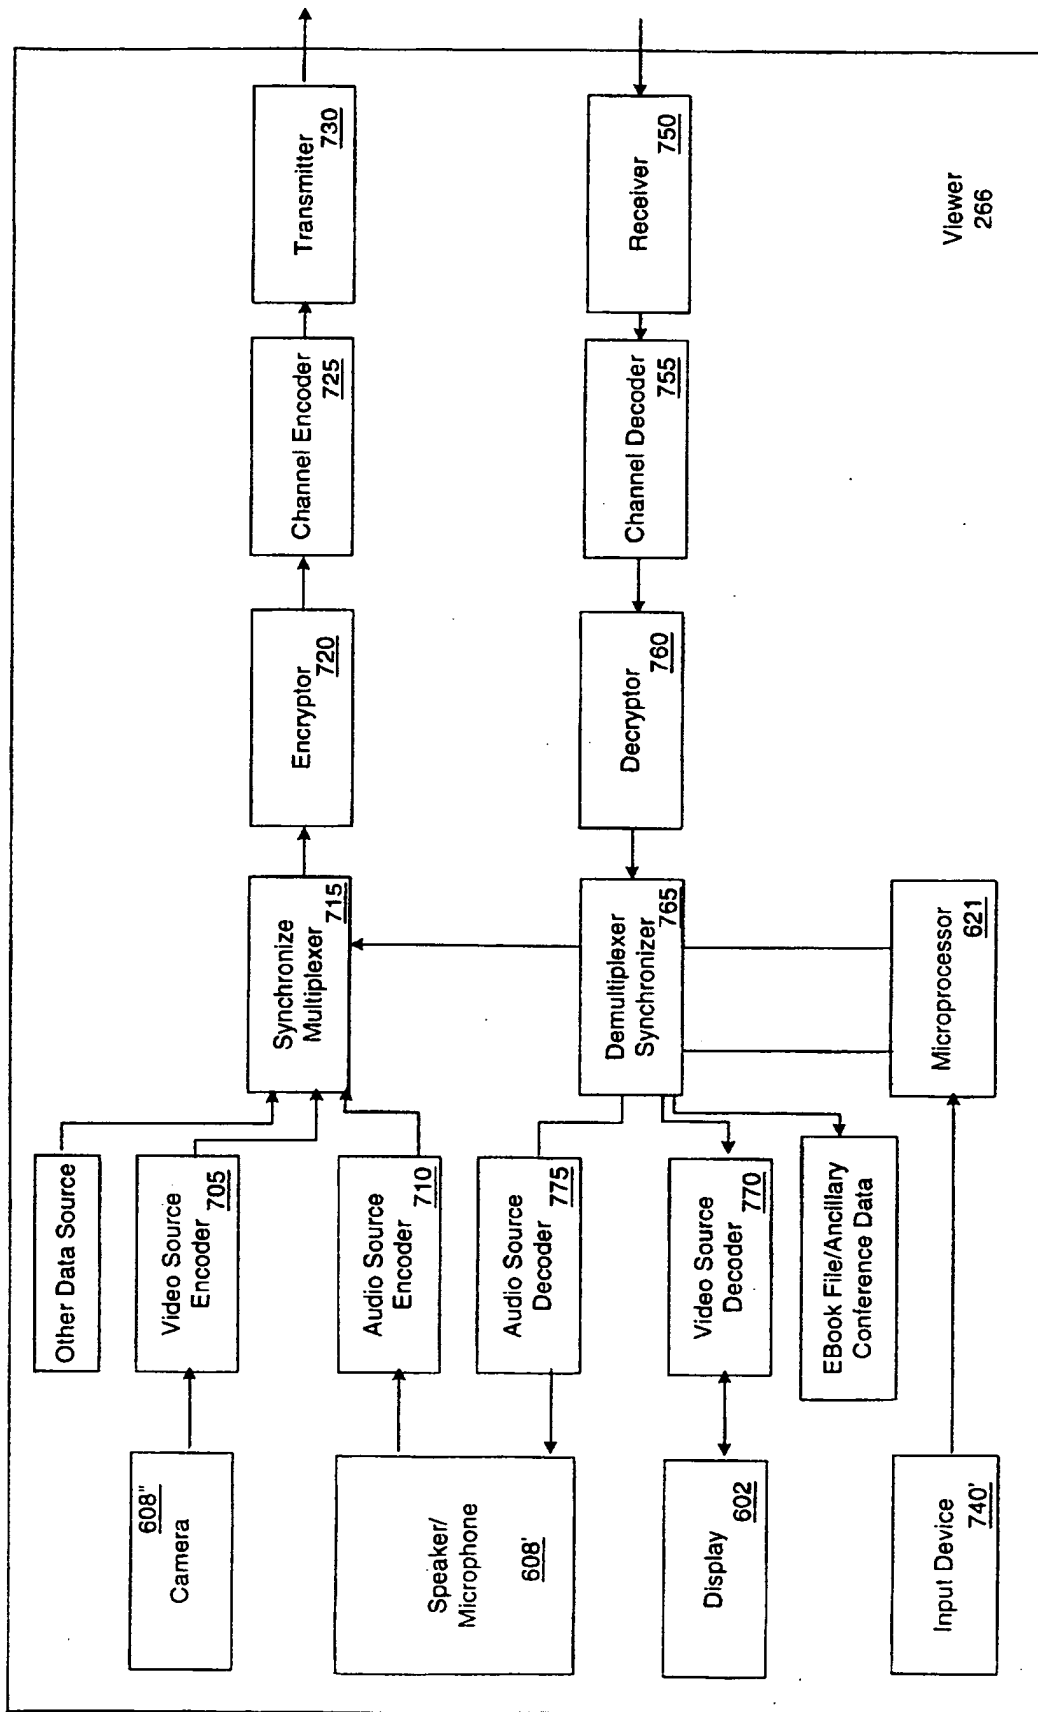 Other Data Source
608"
Camera
Video Source
Encoder 705
Synchronize
Multiplexer 715
Encryptor
720
Channel Encoder
725
Transmitter
730
Speaker/
Microphone
608'
Audio Source
Encoder 710
Audio Source
Decoder 775
Display
602
Video Source
Decoder 770
Demultiplexer 765
Synchronizer
Decryptor
760
Channel Decoder
755
Receiver
750
EBook File/Ancillary
Conference Data
Input Device
740'
Microprocessor
621
Viewer
266